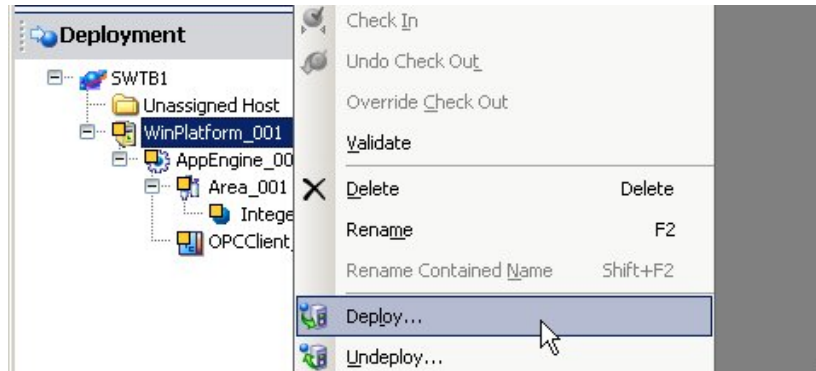 Deployment
SWTB1
Unassigned Host
WinPlatform_001
AppEngine_00
Area_001
Intege
OPCClient_
Check In
Undo Check Out
Override Check Out
Validate
Delete Delete
Rename F2
Rename Contained Name Shift+F2
Deploy...
Undeploy...